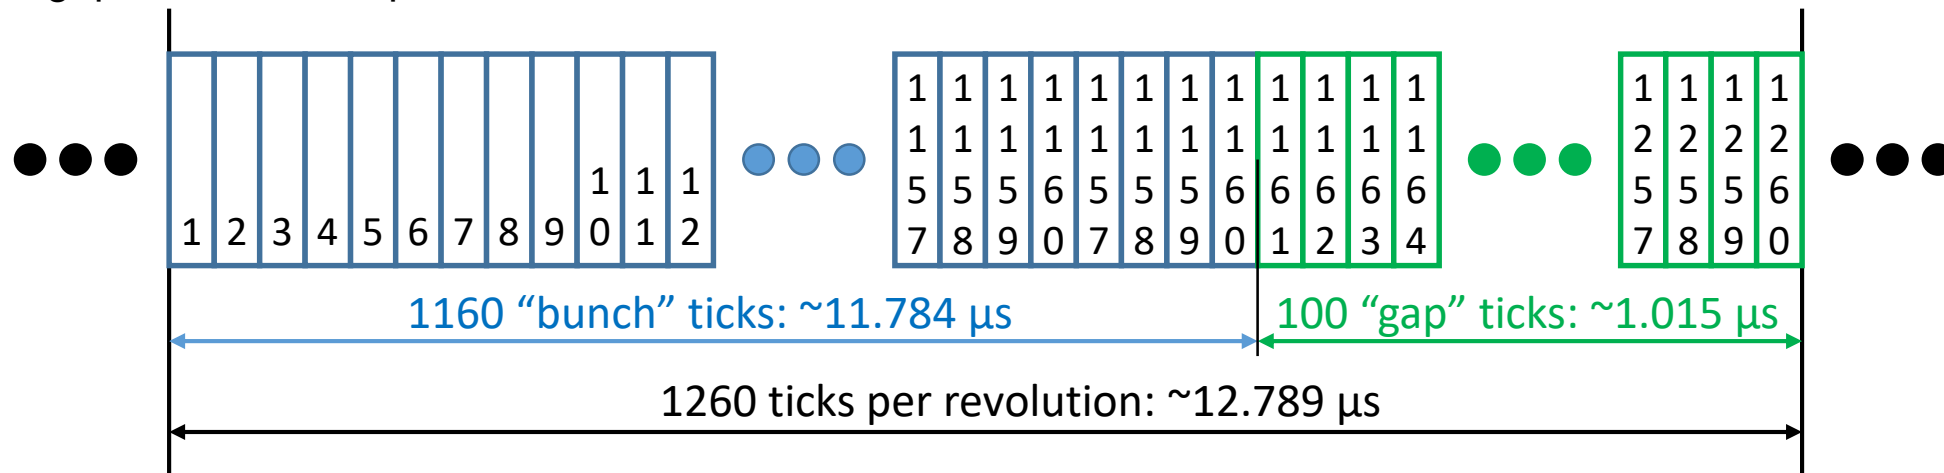 1 2 3 4 5 6 7 8 9 10 11 12 1157 1158 1159 1160 1157 1158 1159 1160 1161 1162 1163 1164 1257 1258 1259 1260
1160 “bunch” ticks: ~11.784 µs 100 “gap” ticks: ~1.015 µs
1260 ticks per revolution: ~12.789 µs